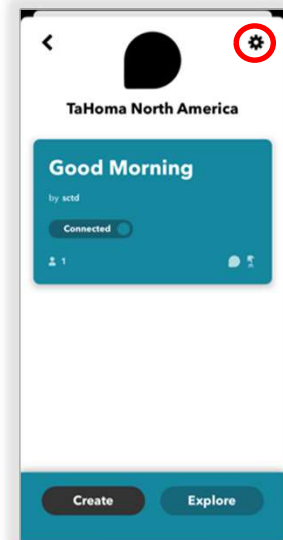 TaHoma North America
Good Morning
by sctd
Connected
1
Create
Explore